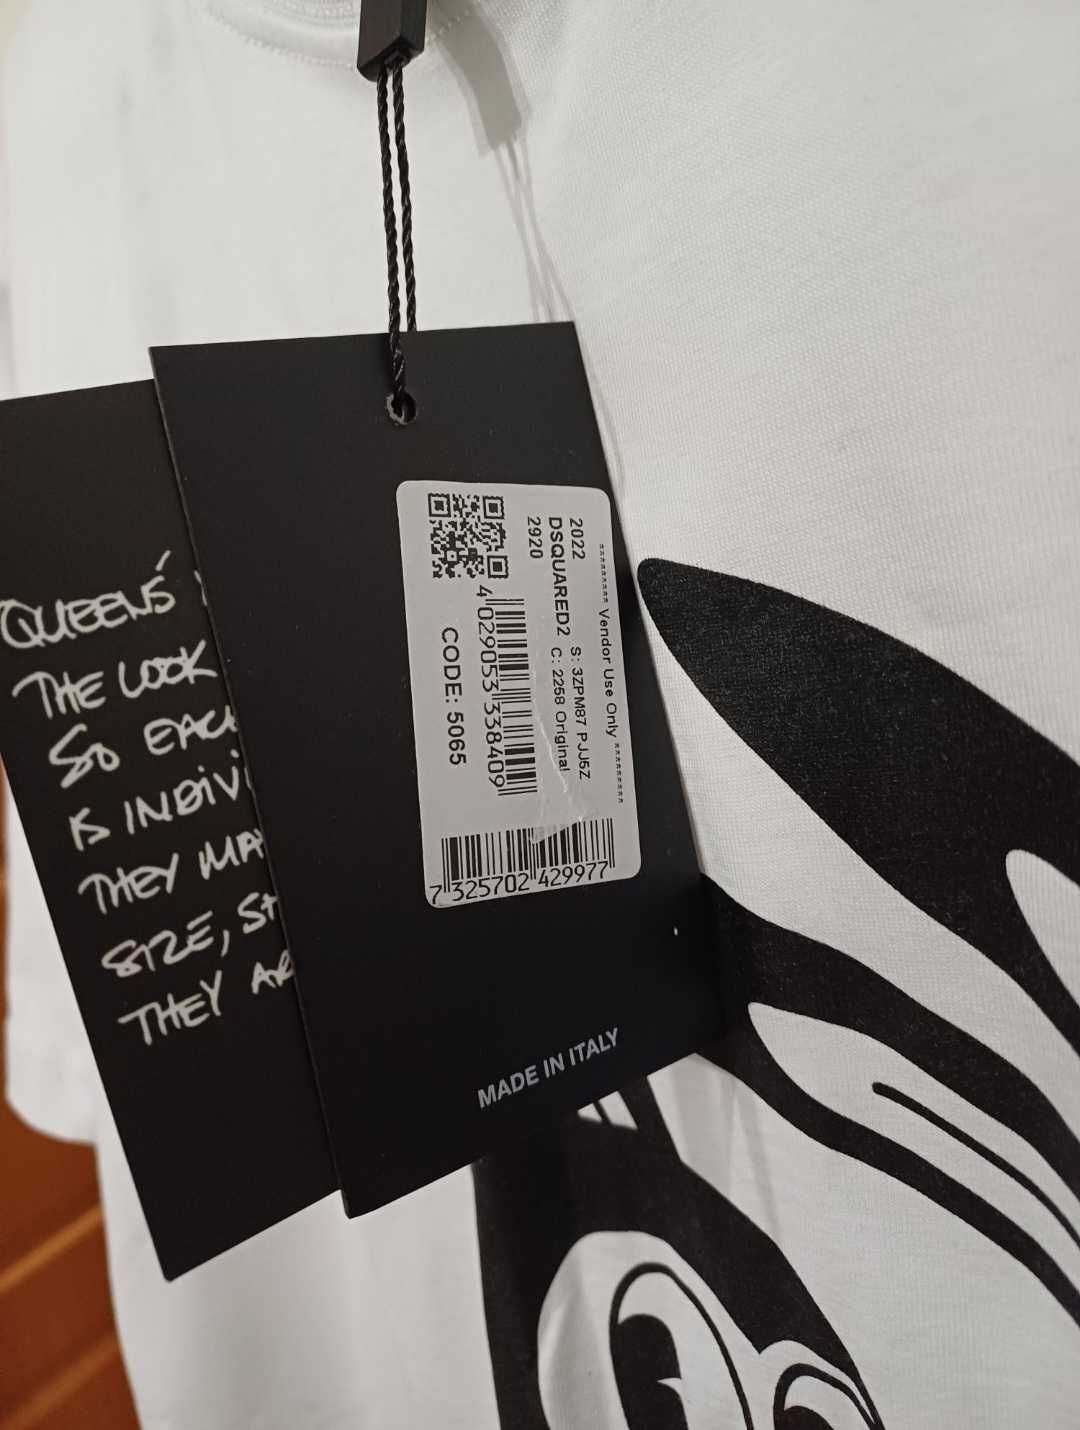 QUEENS'
THE LOOK
SO EACH
IS INDIVI
THEY MA
SIZE, S
THEY AR
******** Vendor Use Only ********
2022 S: 3ZPM87 PJJ5Z
DSQUARED2 C: 2258 Original
2920
4 029053 338409
CODE: 5065
7 325702 429977
MADE IN ITALY